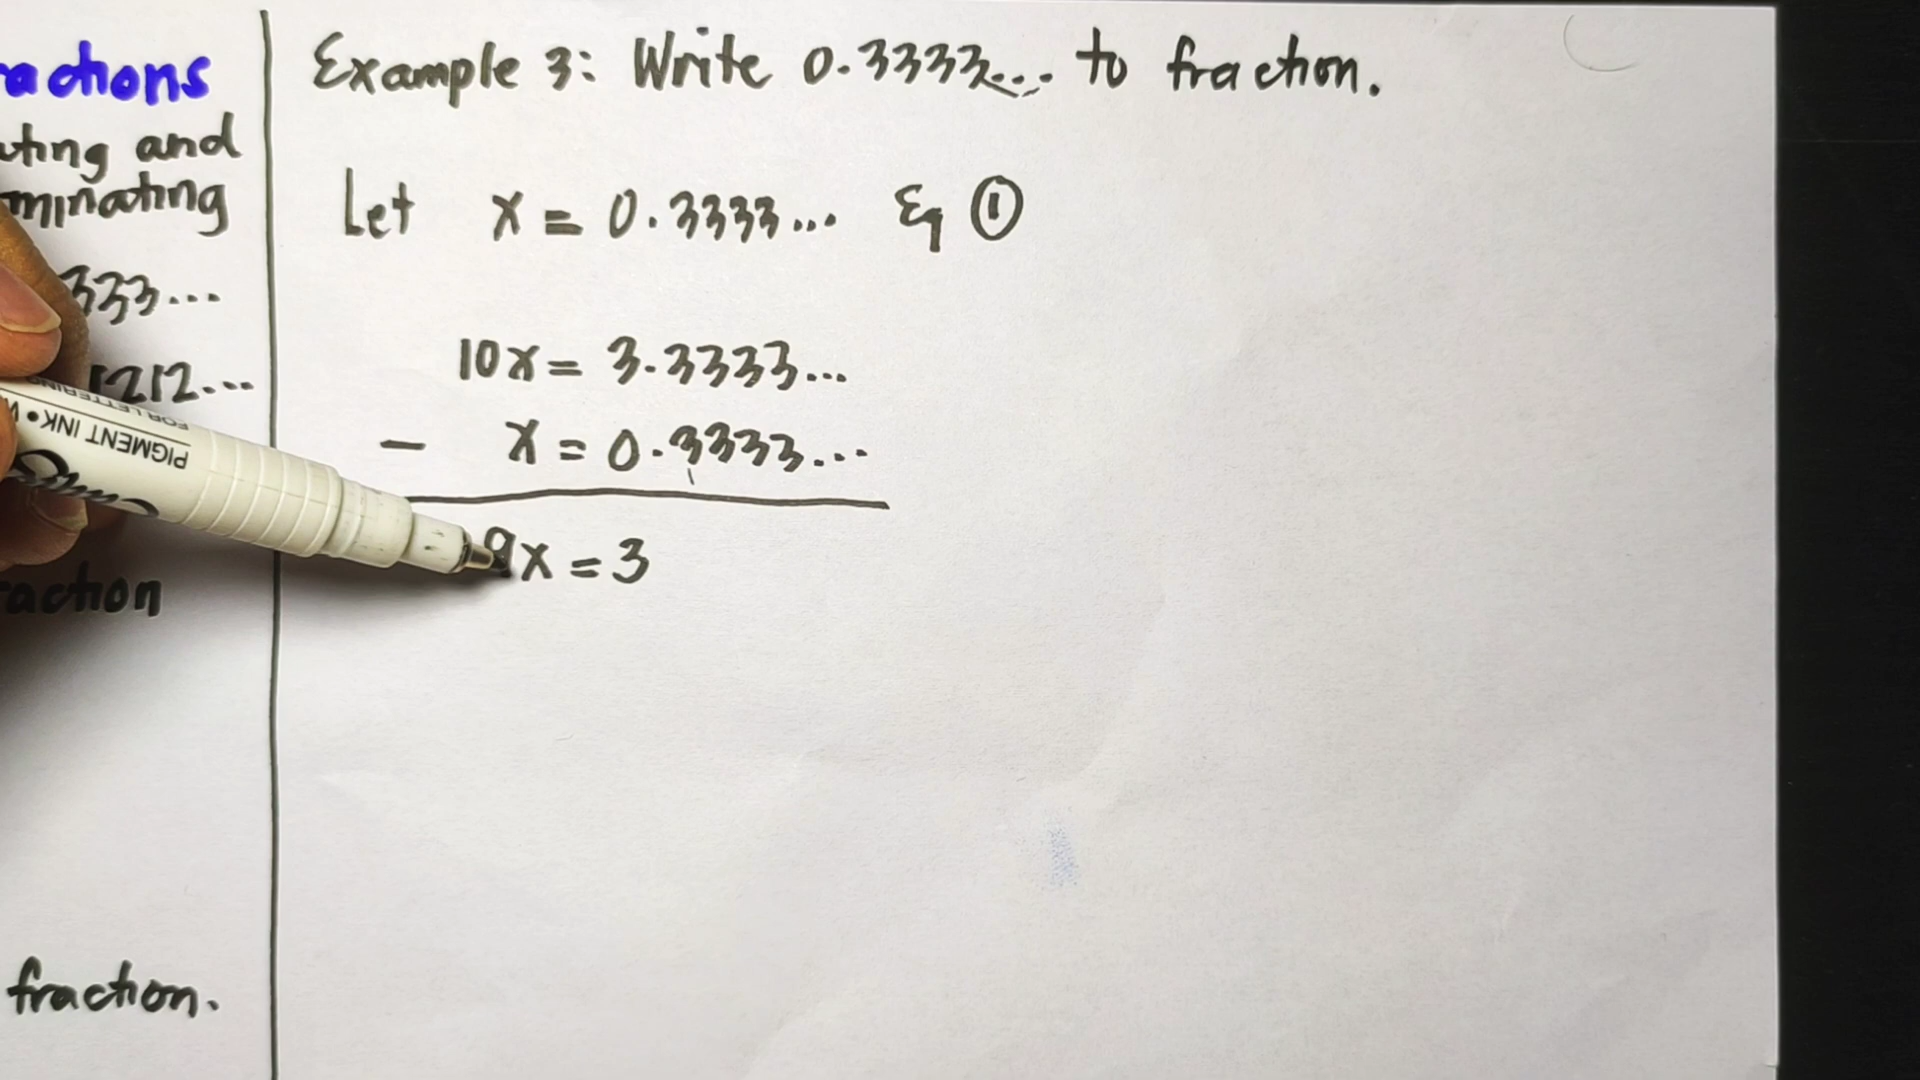 actions
uting and
minating
333...
1212...
action
fraction.
Example 3: Write 0.3333... to fraction.
Let x = 0.3333... Eq ①
10x = 3.3333...
- x = 0.3333...
9x = 3
PIGMENT INK • W
FOR LETTERING